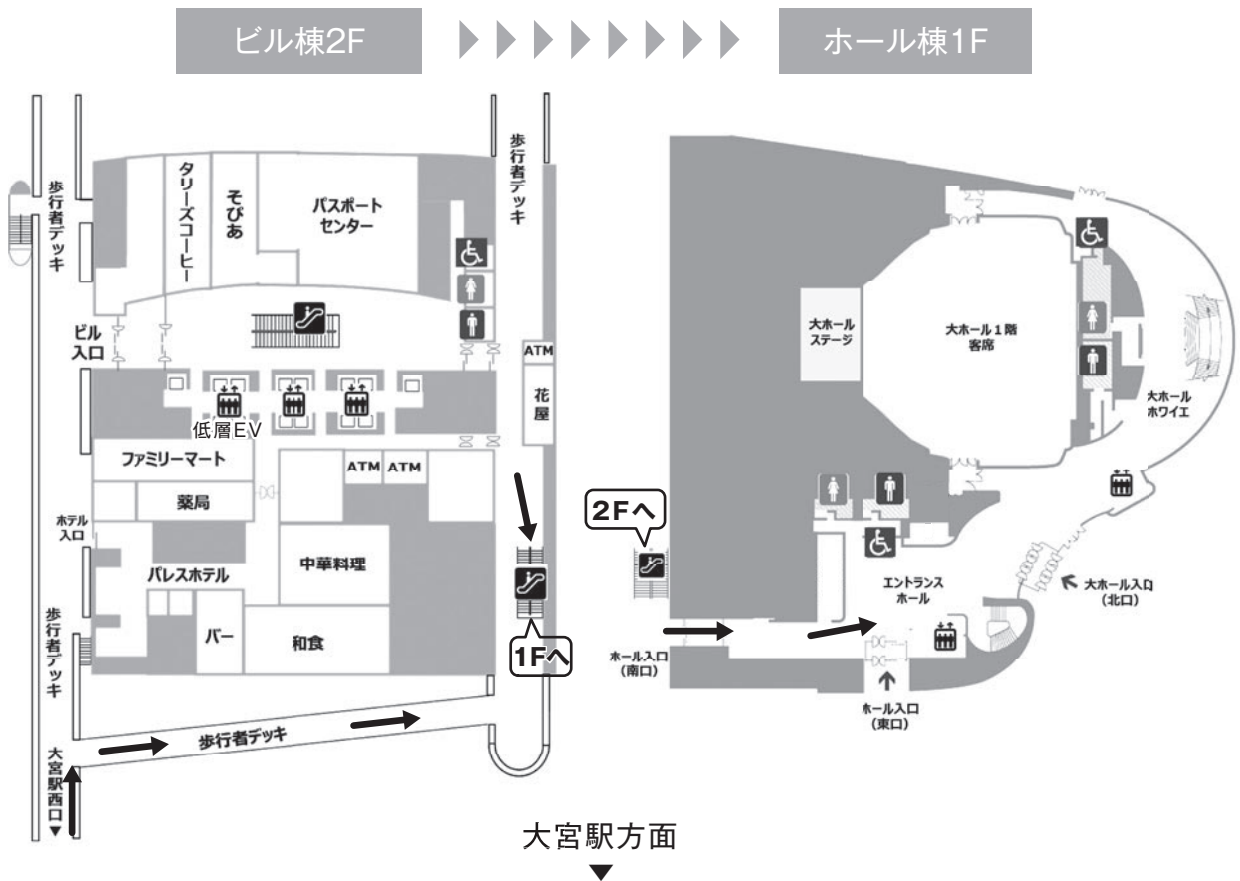 ビル棟2F
ホール棟1F
歩行者デッキ
タリーズコーヒー
そぴあ
パスポート
センター
歩行者デッキ
ビル
入口
ATM
花屋
低層EV
ファミリーマート
薬局
ATM
ATM
ホテル
入口
パレスホテル
中華料理
バー
和食
1Fへ
歩行者デッキ
歩行者デッキ
大宮駅西口▼
大ホール
ステージ
大ホール1階
客席
大ホール
ホワイエ
2Fへ
エントランス
ホール
大ホール入口
(北口)
ホール入口
(南口)
ホール入口
(東口)
大宮駅方面
▼